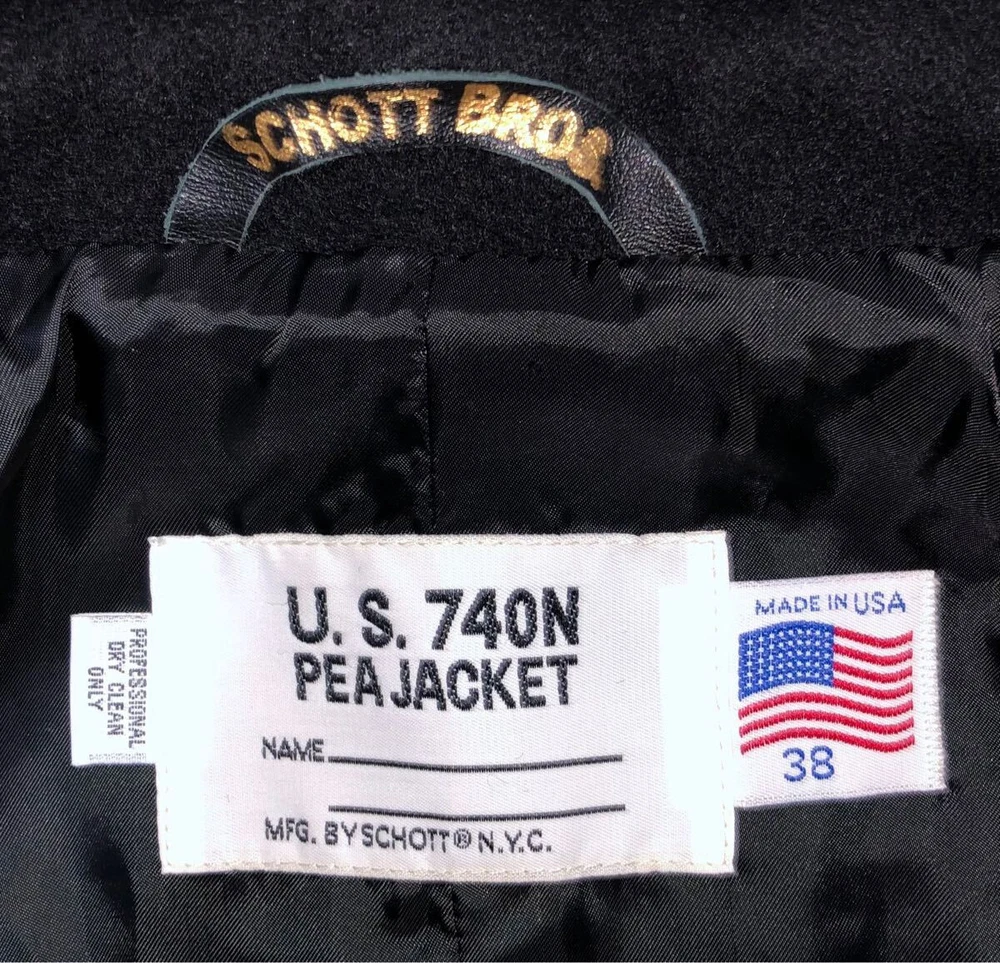 SCHOTT BROS
U. S. 740N
PEA JACKET
NAME
MFG. BY SCHOTT® N.Y.C.
PROFESSIONAL
DRY CLEAN
ONLY
MADE IN USA
38